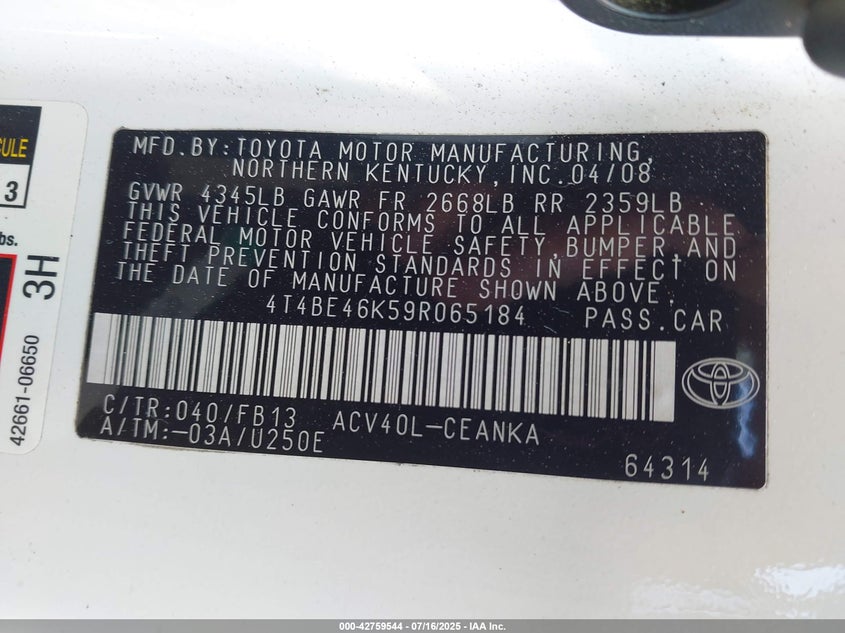 MFD.BY:TOYOTA MOTOR MANUFACTURING,
NORTHERN KENTUCKY,INC.04/08
GVWR 4345LB GAWR FR 2668LB RR 2359LB
THIS VEHICLE CONFORMS TO ALL APPLICABLE
FEDERAL MOTOR VEHICLE SAFETY,BUMPER,AND
THEFT PREVENTION STANDARDS IN EFFECT ON
THE DATE OF MANUFACTURE SHOWN ABOVE.
4T4BE46K59R065184 PASS.CAR
C/TR:040/FB13 ACV40L-CEANKA
A/TM:-03A/U250E
64314
3
bs.
3H
42661-06650
000-42759544 - 07/16/2025 - IAA Inc.